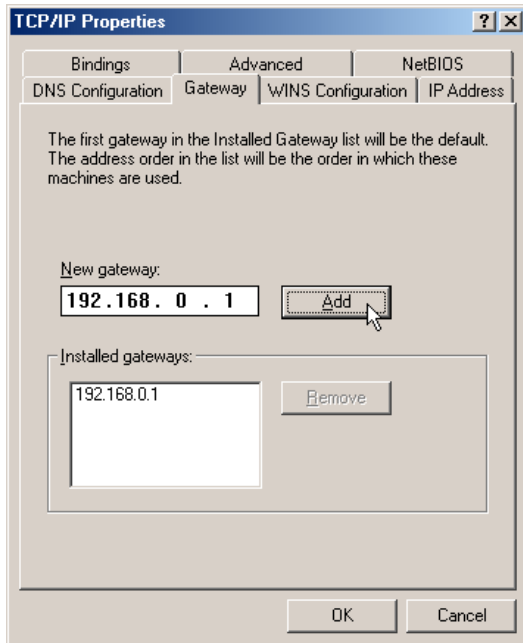 TCP/IP Properties
Bindings Advanced NetBIOS
DNS Configuration Gateway WINS Configuration IP Address
The first gateway in the Installed Gateway list will be the default.
The address order in the list will be the order in which these
machines are used.
New gateway:
192.168. 0 . 1 Add
Installed gateways:
192.168.0.1 Remove
OK Cancel